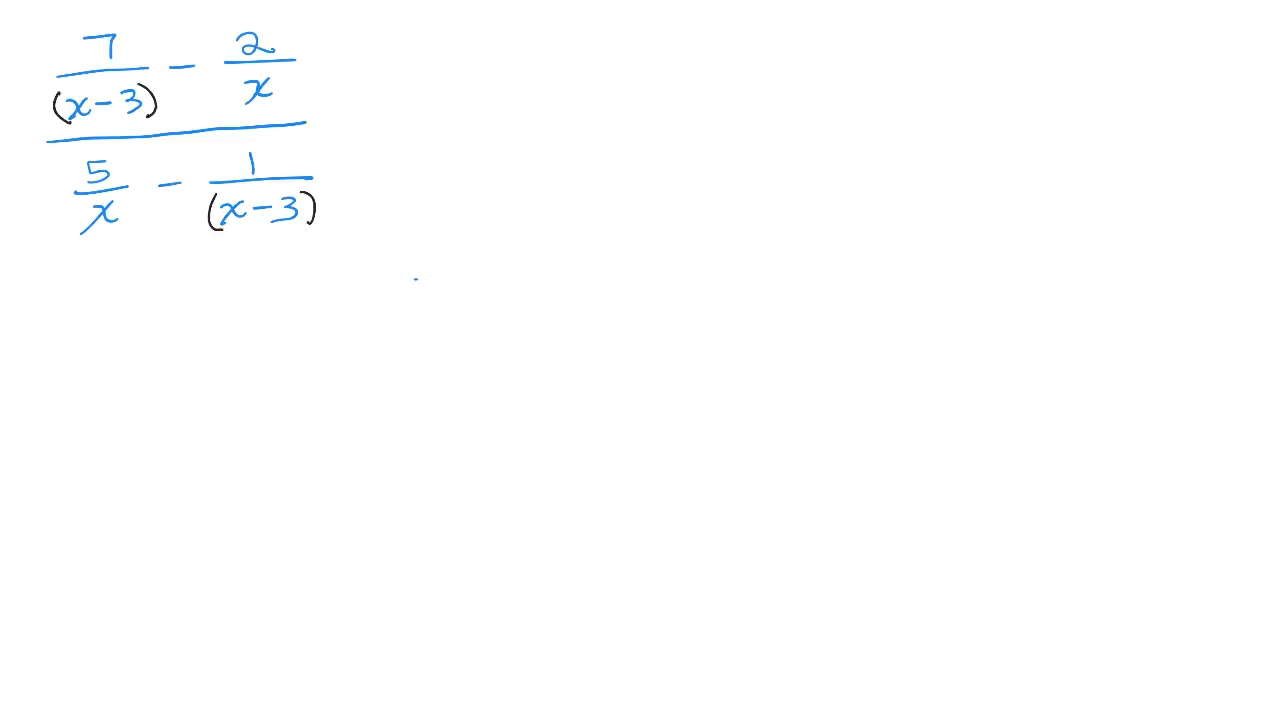 7 2
— - —
(x-3) x
5 1
— - —
x (x-3)